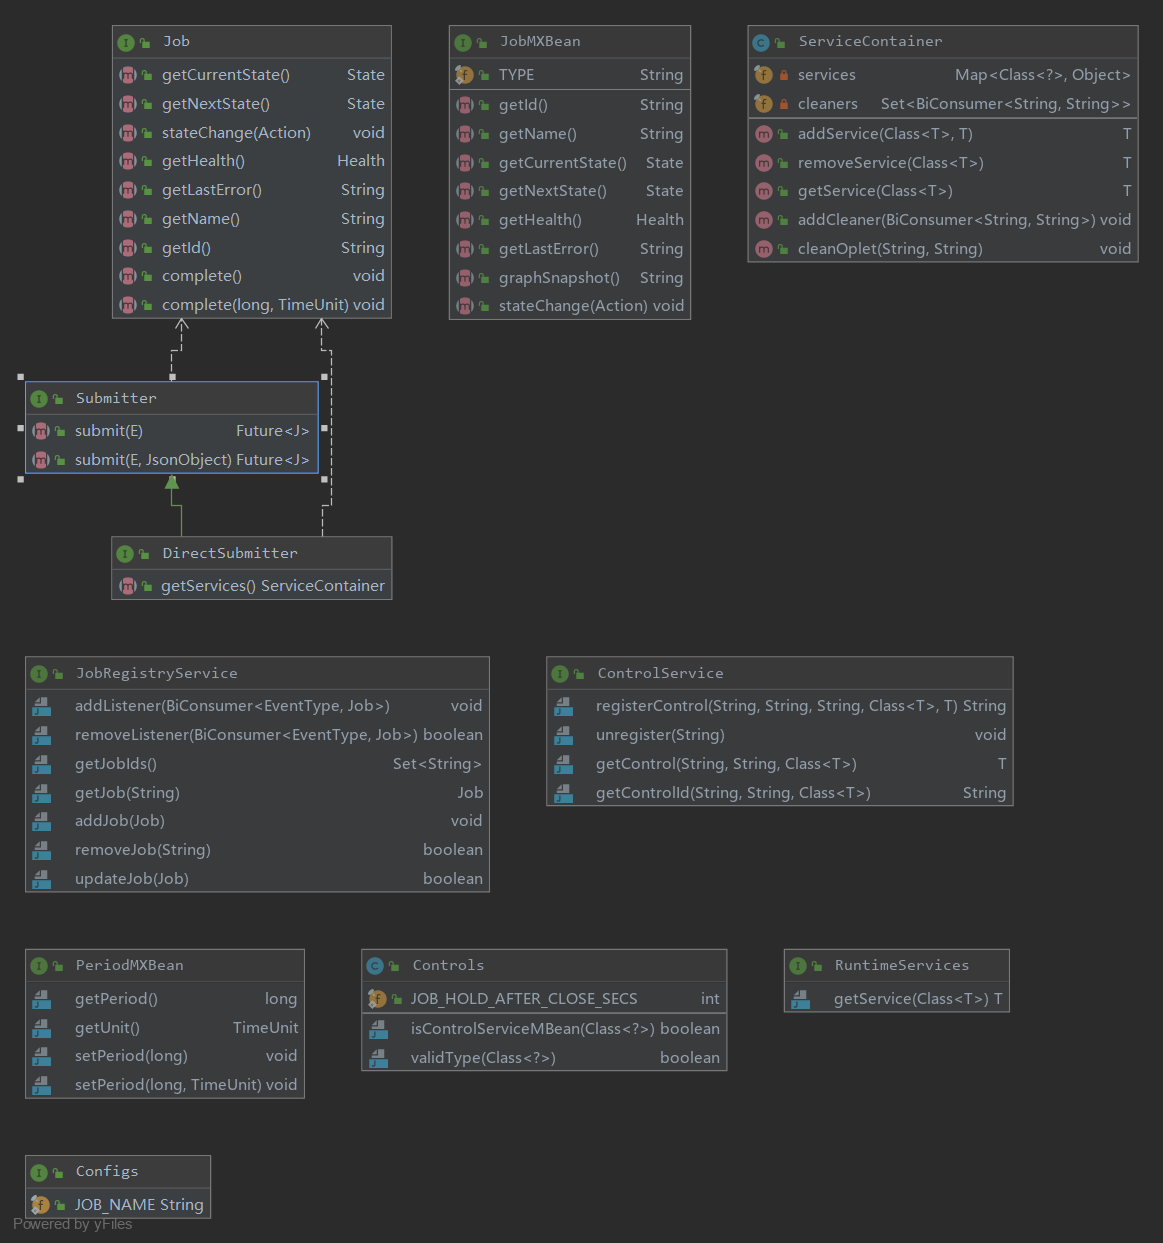 Job
getCurrentState() State
getNextState() State
stateChange(Action) void
getHealth() Health
getLastError() String
getName() String
getId() String
complete() void
complete(long, TimeUnit) void
JobMXBean
TYPE String
getId() String
getName() String
getCurrentState() State
getNextState() State
getHealth() Health
getLastError() String
graphSnapshot() String
stateChange(Action) void
ServiceContainer
services Map<Class<?>, Object>
cleaners Set<BiConsumer<String, String>>
addService(Class<T>, T) T
removeService(Class<T>) T
getService(Class<T>) T
addCleaner(BiConsumer<String, String>) void
cleanOplet(String, String) void
Submitter
submit(E) Future<J>
submit(E, JsonObject) Future<J>
DirectSubmitter
getServices() ServiceContainer
JobRegistryService
addListener(BiConsumer<EventType, Job>) void
removeListener(BiConsumer<EventType, Job>) boolean
getJobIds() Set<String>
getJob(String) Job
addJob(Job) void
removeJob(String) boolean
updateJob(Job) boolean
ControlService
registerControl(String, String, String, Class<T>, T) String
unregister(String) void
getControl(String, String, Class<T>) T
getControlId(String, String, Class<T>) String
PeriodMXBean
getPeriod() long
getUnit() TimeUnit
setPeriod(long) void
setPeriod(long, TimeUnit) void
Controls
JOB_HOLD_AFTER_CLOSE_SECS int
isControlServiceMBean(Class<?>) boolean
validType(Class<?>) boolean
RuntimeServices
getService(Class<T>) T
Configs
JOB_NAME String
Powered by yFiles